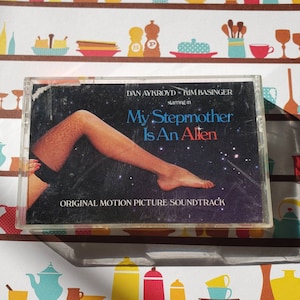 DAN AYKROYD - KIM BASINGER
starring in
My Stepmother
Is An Alien
ORIGINAL MOTION PICTURE SOUNDTRACK